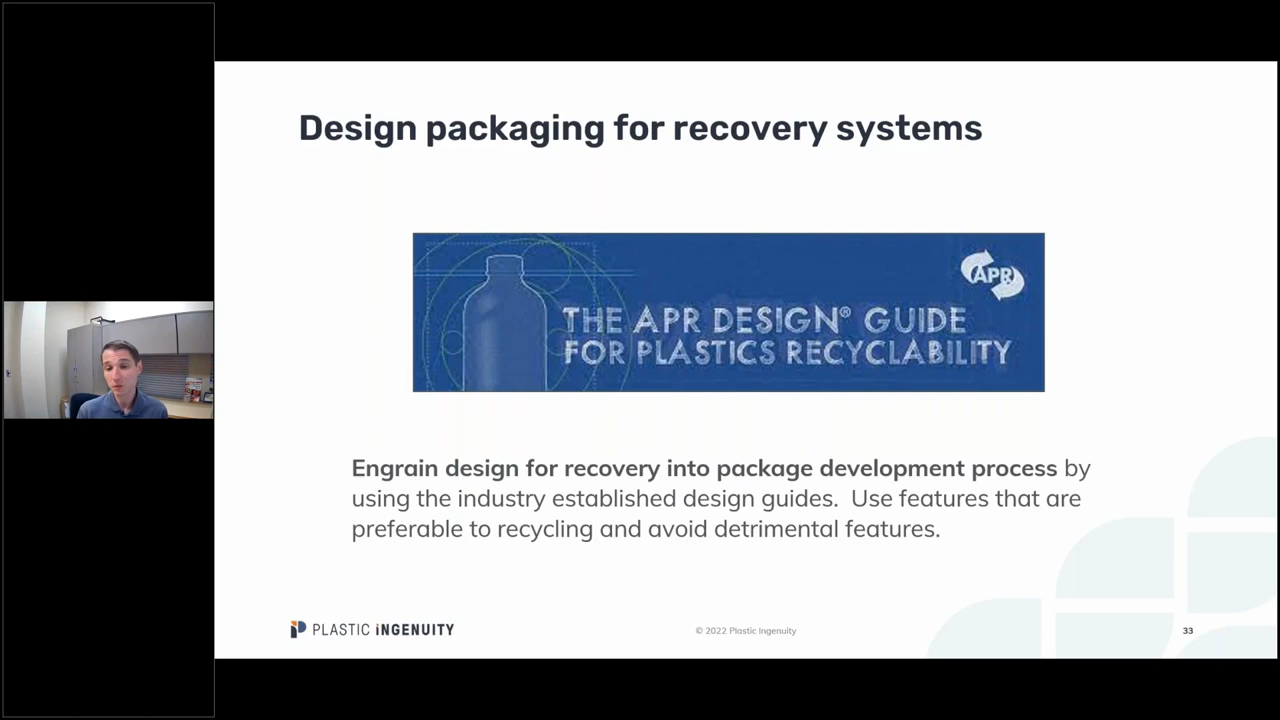 Design packaging for recovery systems
APR
THE APR DESIGN® GUIDE
FOR PLASTICS RECYCLABILITY
Engrain design for recovery into package development process by
using the industry established design guides.  Use features that are
preferable to recycling and avoid detrimental features.
PLASTIC iNGENUITY
© 2022 Plastic Ingenuity
33